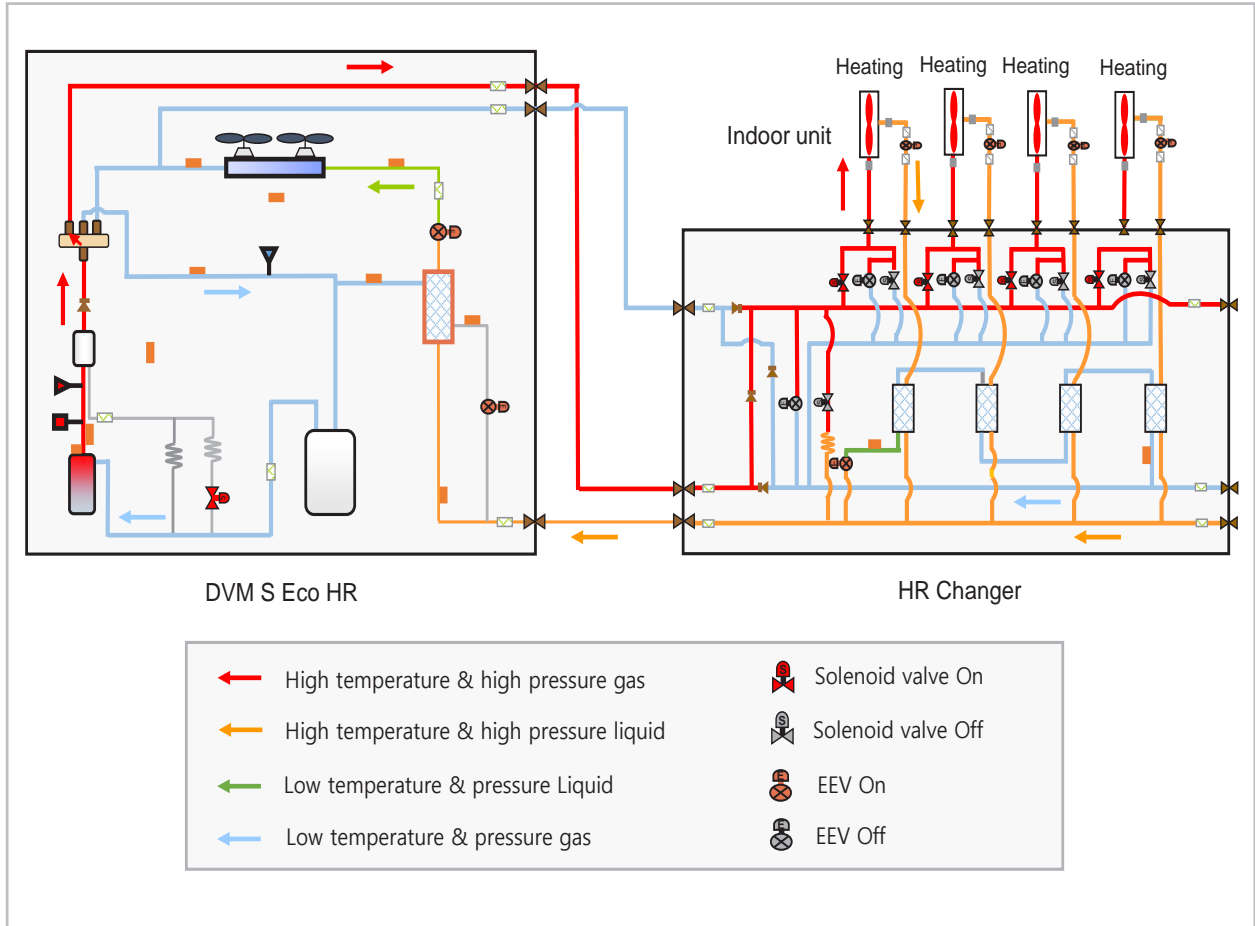 Heating Heating Heating Heating
Indoor unit
DVM S Eco HR
HR Changer
High temperature & high pressure gas
S Solenoid valve On
High temperature & high pressure liquid
S Solenoid valve Off
Low temperature & pressure Liquid
E EEV On
Low temperature & pressure gas
E EEV Off